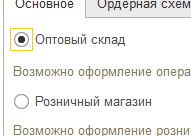 Основное Ордерная схем
Оптовый склад
Возможно оформление опера
Розничный магазин
Возможно оформление розни